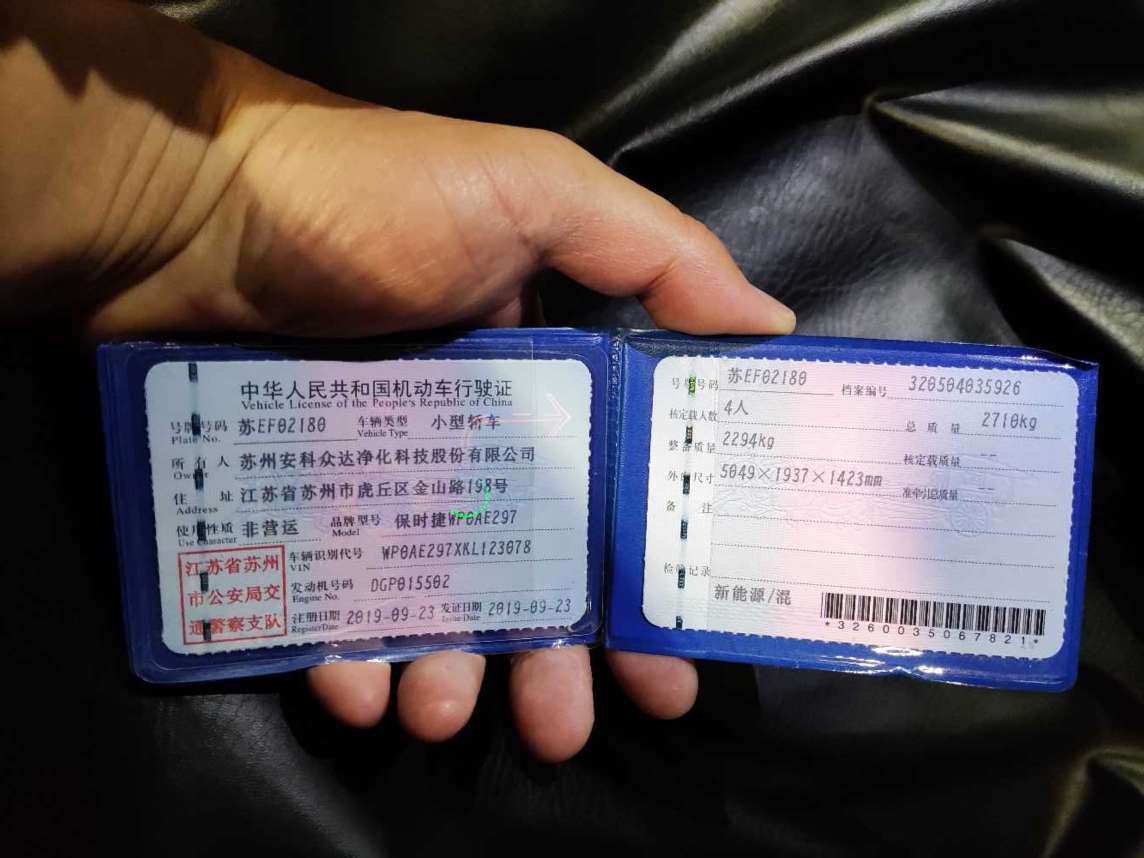 中华人民共和国机动车行驶证
Vehicle License of the People's Republic of China
号牌号码 苏EF02180 车辆类型 小型轿车
Plate No. Vehicle Type
所有人 苏州安科众达净化科技股份有限公司
Owner
住址 江苏省苏州市虎丘区金山路198号
Address
使用性质 非营运 品牌型号 保时捷WP0AE297
Use Character Model
江苏省苏州
市公安局交
通警察支队
车辆识别代号 WP0AE297XKL123078
VIN
发动机号码 DGP015502
Engine No.
注册日期 2019-09-23 发证日期 2019-09-23
Register Date Issue Date
号牌号码 苏EF02180 档案编号 320504035926
核定载人数 4人 总质量 2710kg
整备质量 2294kg 核定载质量 --
外廓尺寸 5049×1937×1423mm 准牵引总质量 --
备注
检验记录
新能源/混
*3260035067821*